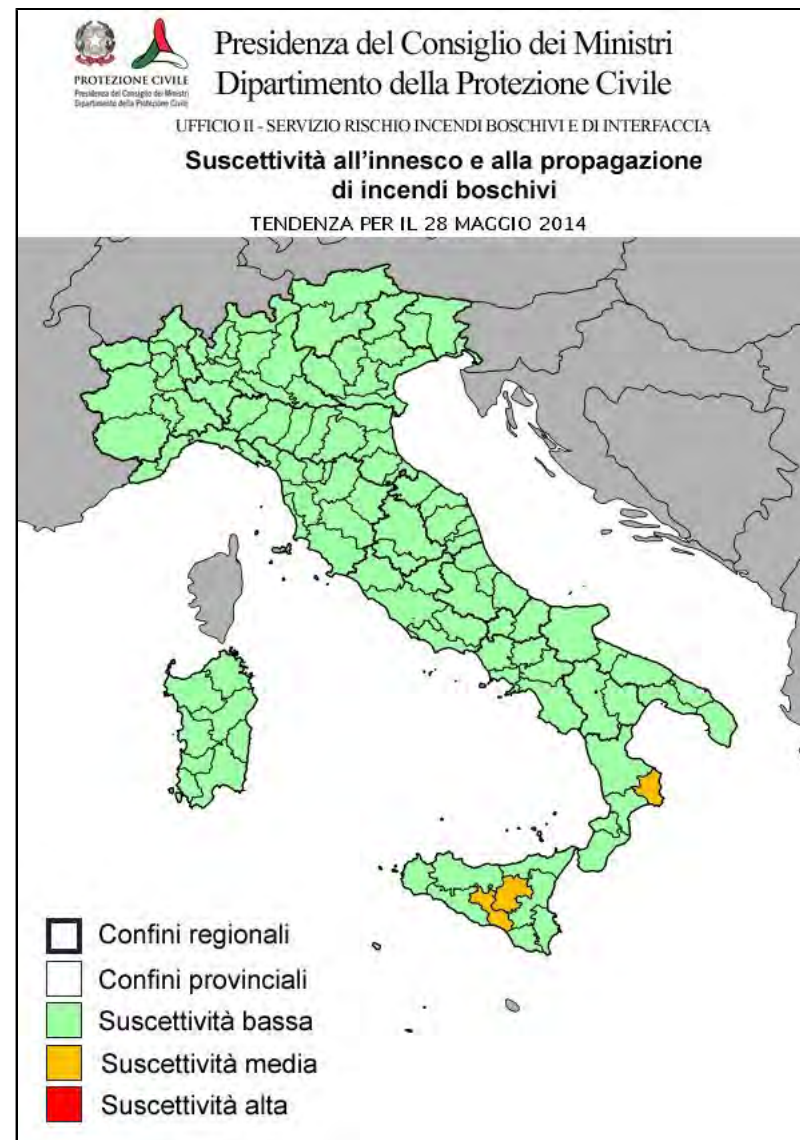 PROTEZIONE CIVILE
Presidenza del Consiglio dei Ministri
Dipartimento della Protezione Civile
Presidenza del Consiglio dei Ministri
Dipartimento della Protezione Civile
UFFICIO II - SERVIZIO RISCHIO INCENDI BOSCHIVI E DI INTERFACCIA
Suscettività all'innesco e alla propagazione
di incendi boschivi
TENDENZA PER IL 28 MAGGIO 2014
Confini regionali
Confini provinciali
Suscettività bassa
Suscettività media
Suscettività alta